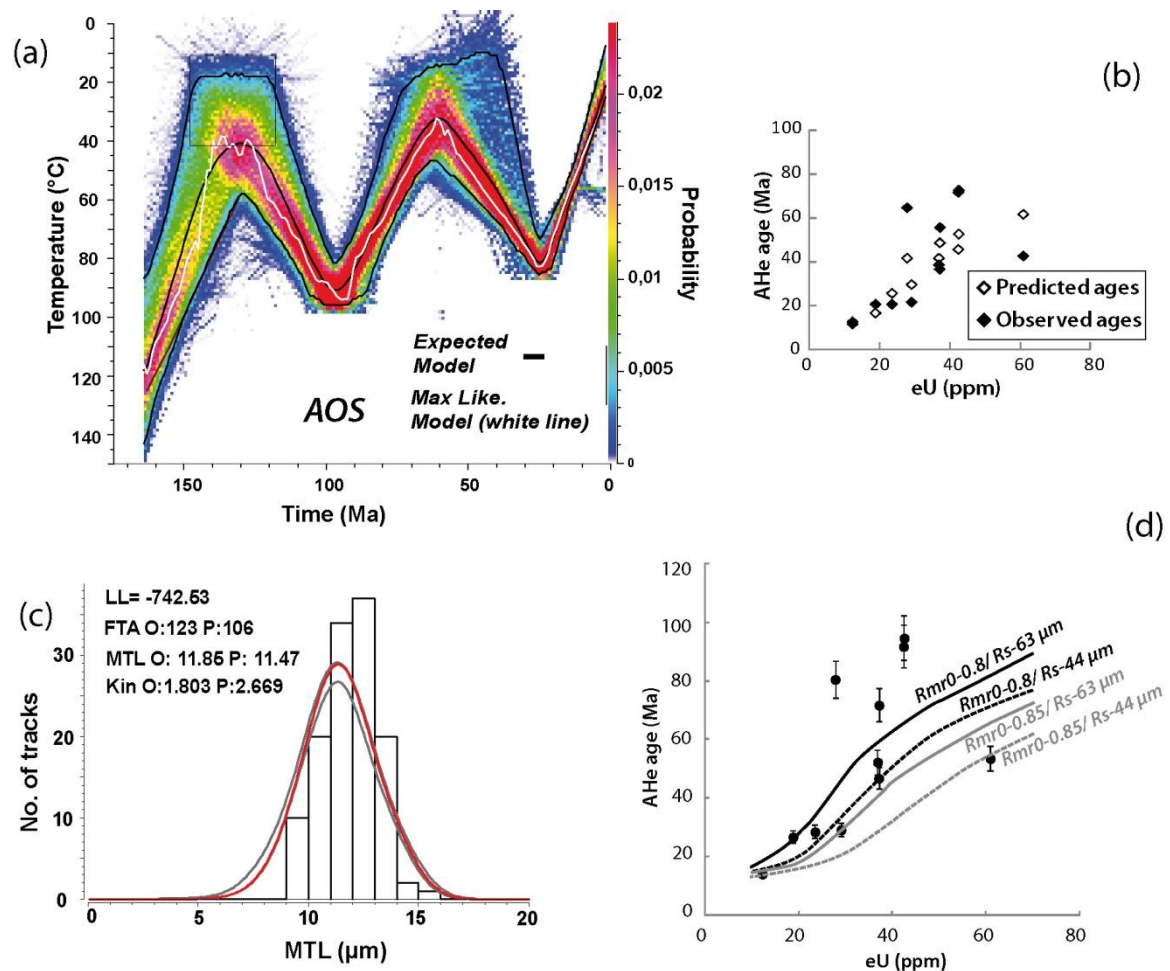 (a)
0
20
40
60
80
100
120
140
Temperature (°C)
150
100
50
0
Time (Ma)
Expected
Model
Max Like.
Model (white line)
AOS
0,02
0,015
0,01
0,005
0
Probability
(b)
100
80
60
40
20
0
AHe age (Ma)
Predicted ages
Observed ages
0
20
40
60
80
eU (ppm)
(c)
LL= -742.53
FTA O:123 P:106
MTL O: 11.85 P: 11.47
Kin O:1.803 P:2.669
30
20
10
0
No. of tracks
0
5
10
15
20
MTL (µm)
(d)
120
100
80
60
40
20
0
AHe age (Ma)
Rmr0-0.8/ Rs-63 µm
Rmr0-0.8/ Rs-44 µm
Rmr0-0.85/ Rs-63 µm
Rmr0-0.85/ Rs-44 µm
0
20
40
60
80
eU (ppm)